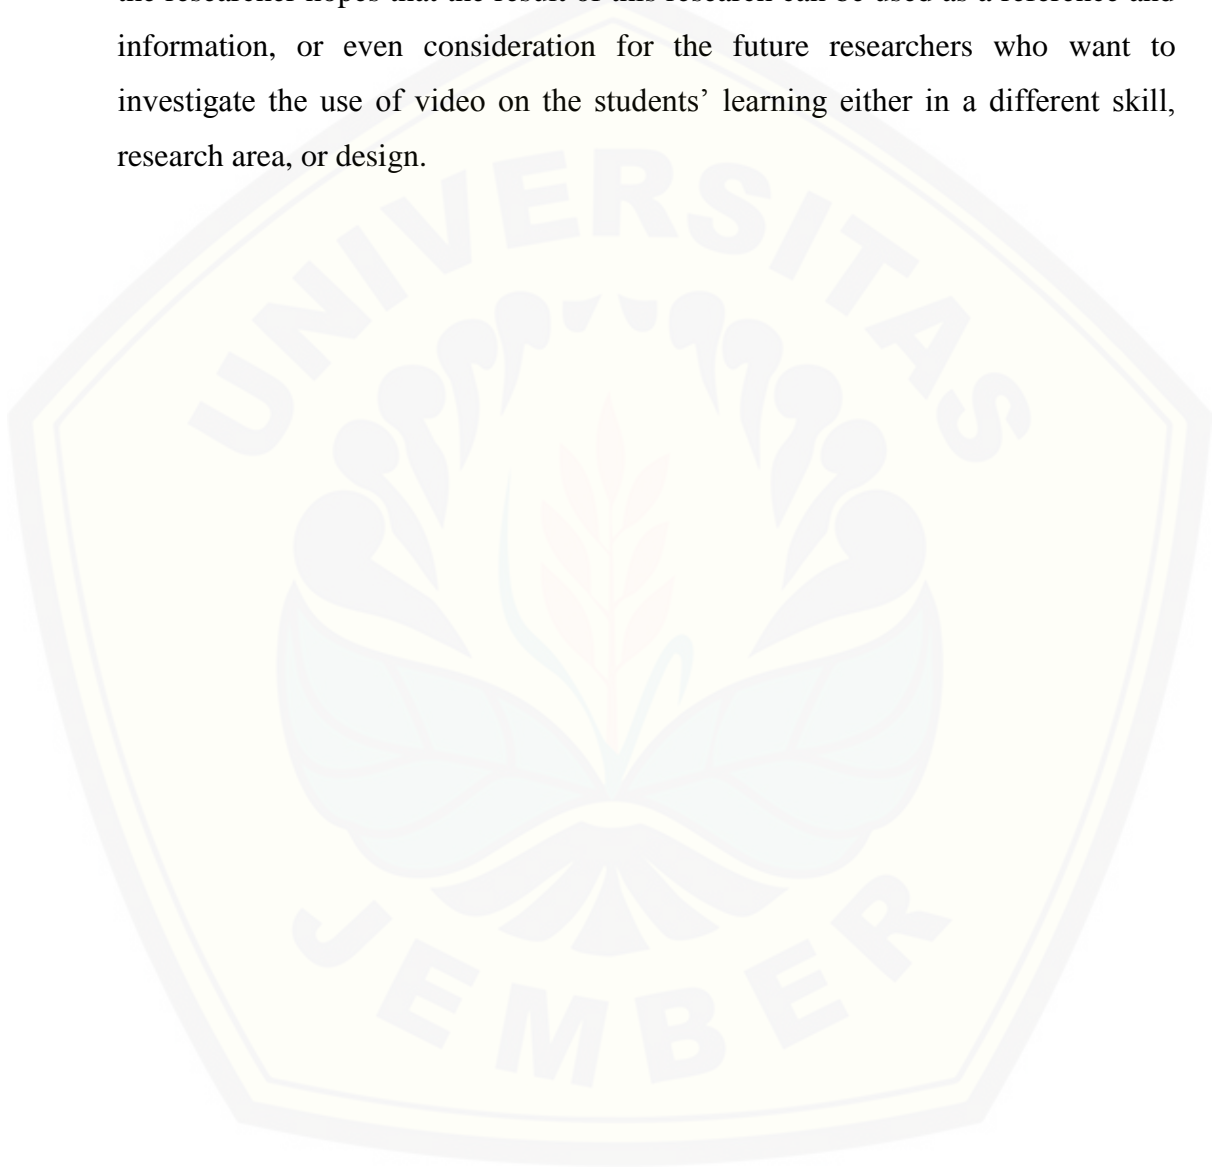 the researcher hopes that the result of this research can be used as a reference and
information, or even consideration for the future researchers who want to
investigate the use of video on the students’ learning either in a different skill,
research area, or design.
UNIVERSITAS
JEMBER